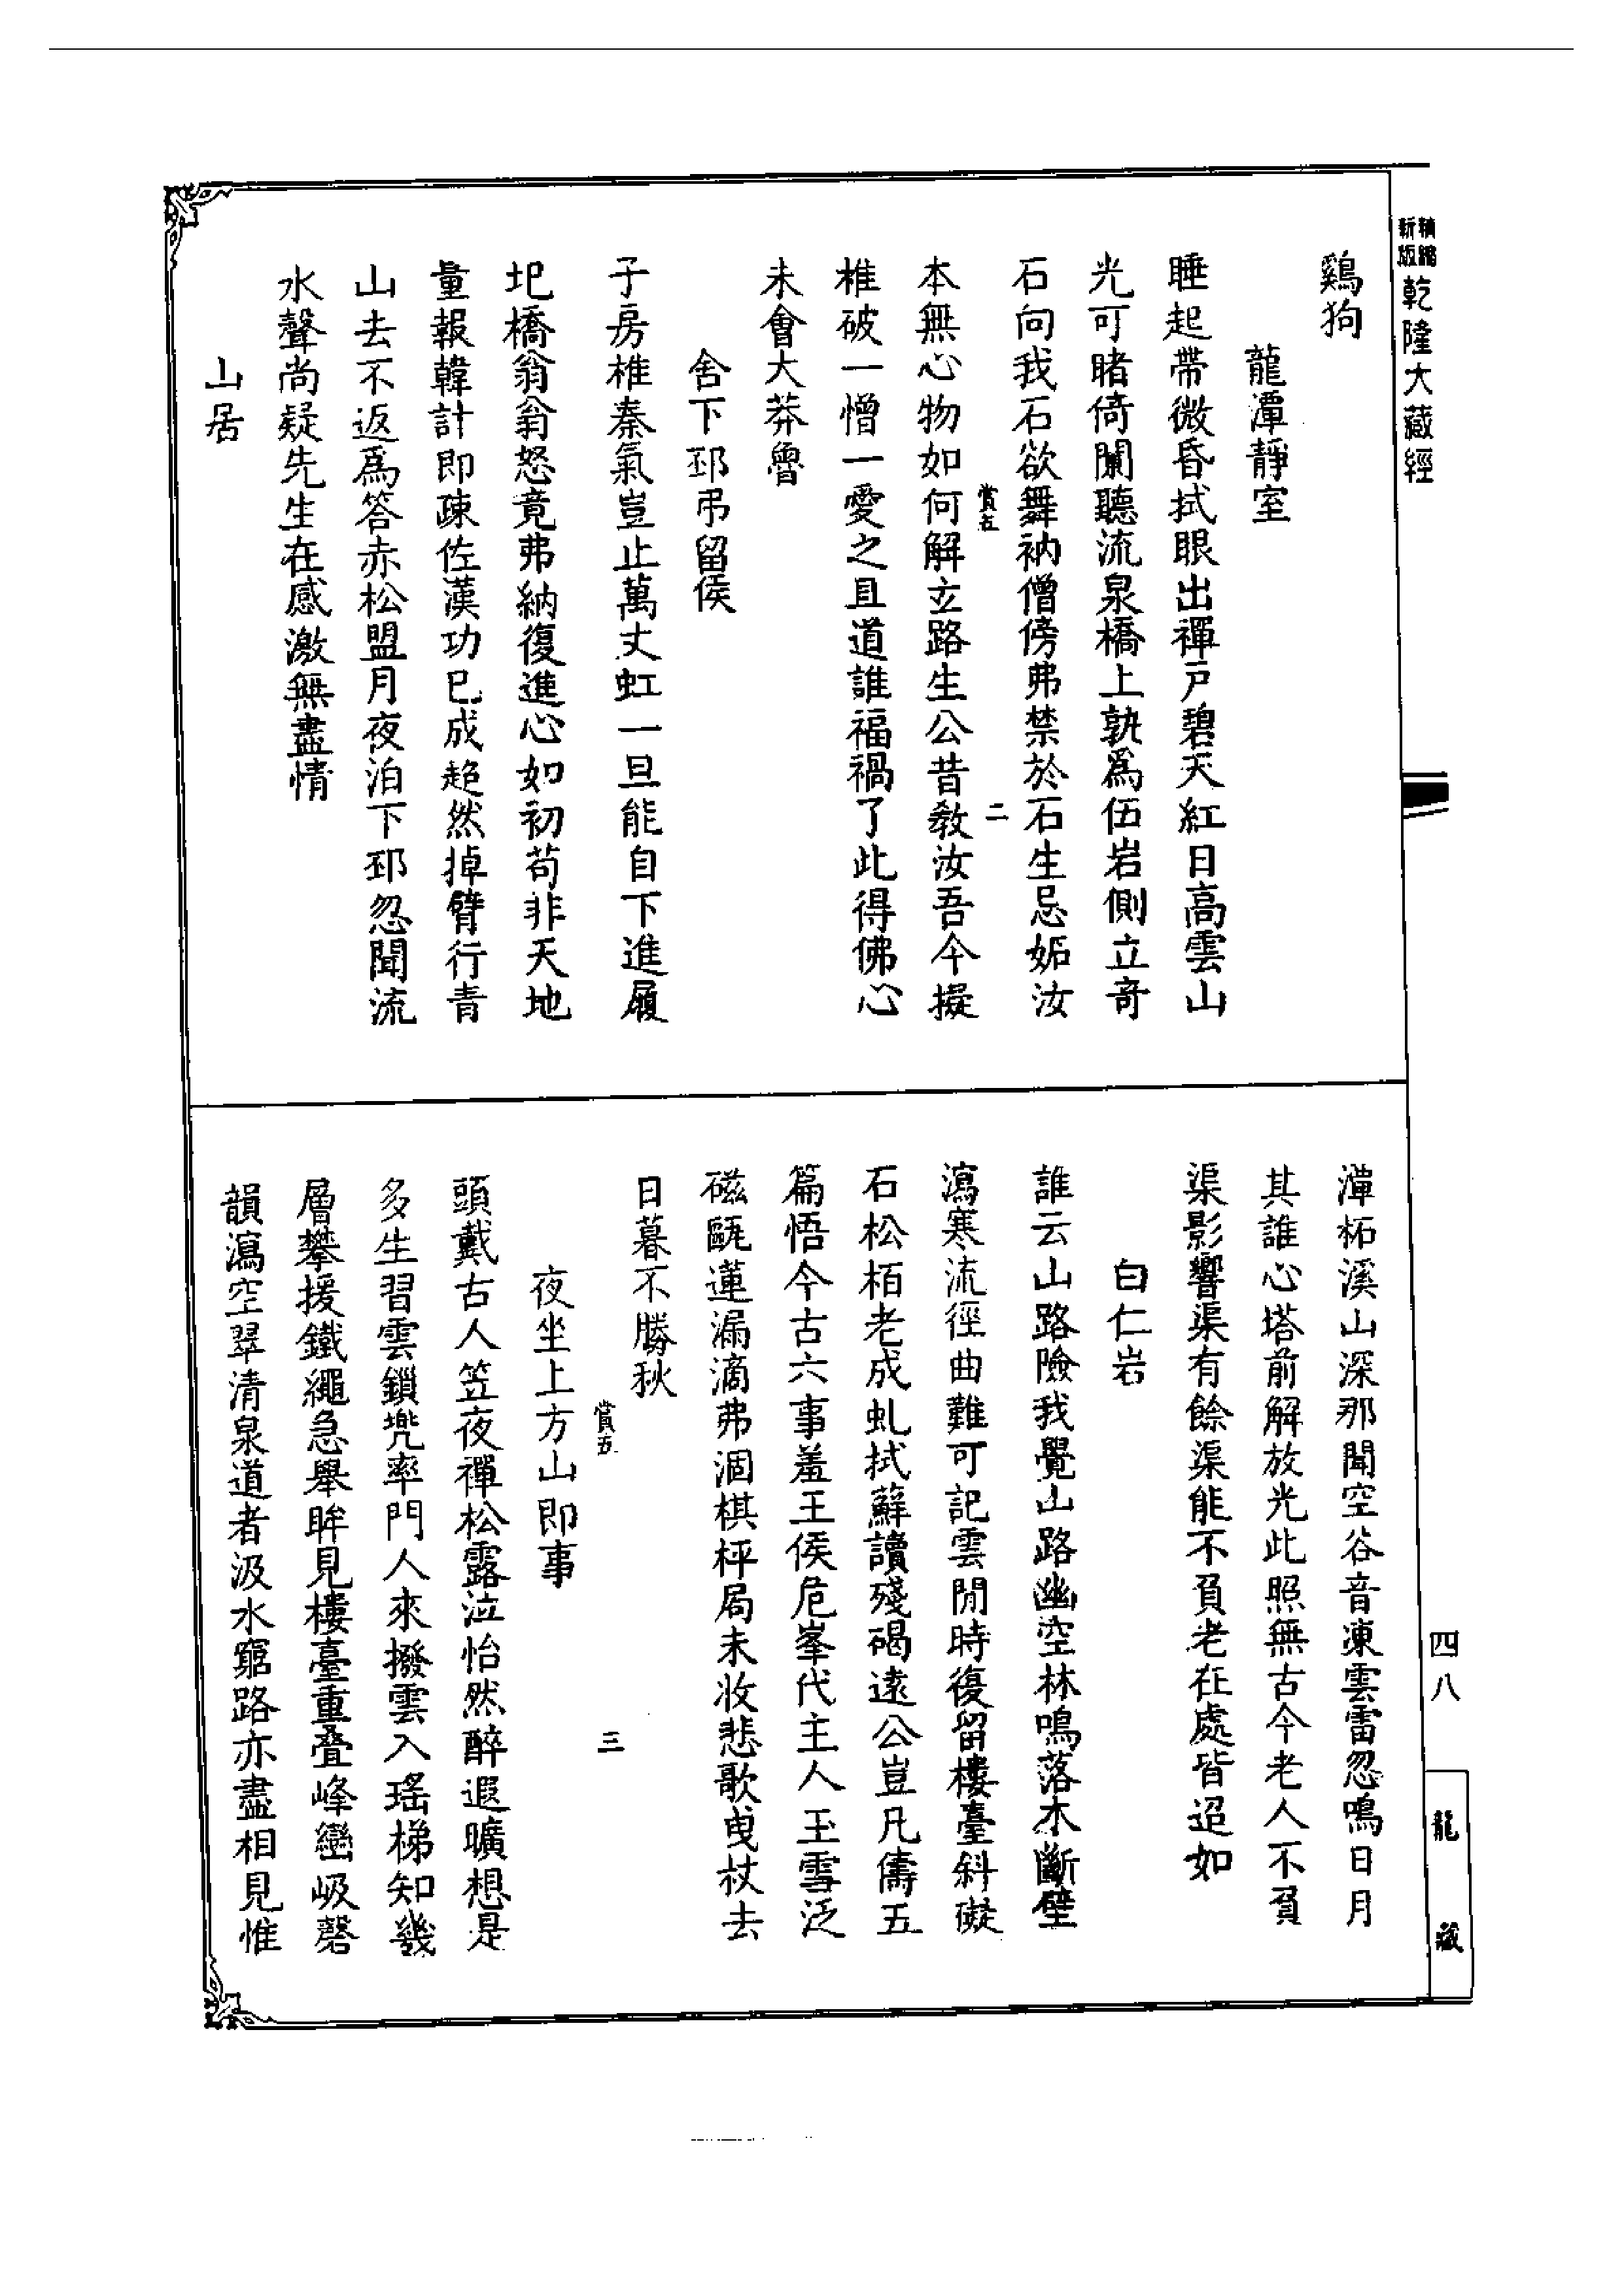 新版精縮
乾隆大藏經
鷄狗
龍潭靜室
睡起帶微昏拭眼出禪戸碧天紅日高雲山
光可睹倚闌聽流泉橋上孰爲伍岩側立奇
石向我石欲舞衲僧傍弗禁於石生忌妬汝
賞五
二
本無心物如何解立路生公昔教汝吾今擬
椎破一憎一愛之且道誰福禍了此得佛心
未會大莽魯
舍下邳弔留侯
子房椎秦氣豈止萬丈虹一旦能自下進履
圯橋翁翁怒竟弗納復進心如初苟非天地
量報韓計即疎佐漢功已成超然掉臂行青
山去不返爲答赤松盟月夜泊下邳忽聞流
水聲尚疑先生在感激無盡情
山居
潭柘溪山深那聞空谷音凍雲雷忽鳴日月
其誰心塔前解放光此照無古今老人不負
渠影響渠有餘渠能不負老在處皆迢如
白仁岩
誰云山路險我覺山路幽空林鳴落木斷壁
瀉寒流徑曲難可記雲閒時復留樓臺斜礙
石松栢老成虬拭蘚讀殘碣遠公豈凡儔五
篇悟今古六事羞王侯危峯代主人玉雪泛
磁甌蓮漏滴弗涸棋枰局未收悲歌曵杖去
日暮不勝秋
賞五
三
夜坐上方山即事
頭戴古人笠夜禪松露泣怡然醉遐曠想是
多生習雲鎖兠率門人來撥雲入瑤梯知幾
層攀援鐵繩急舉眸見樓臺重疊峰巒岋磬
韻瀉空翠清泉道者汲水窮路亦盡相見惟
四八
龍藏